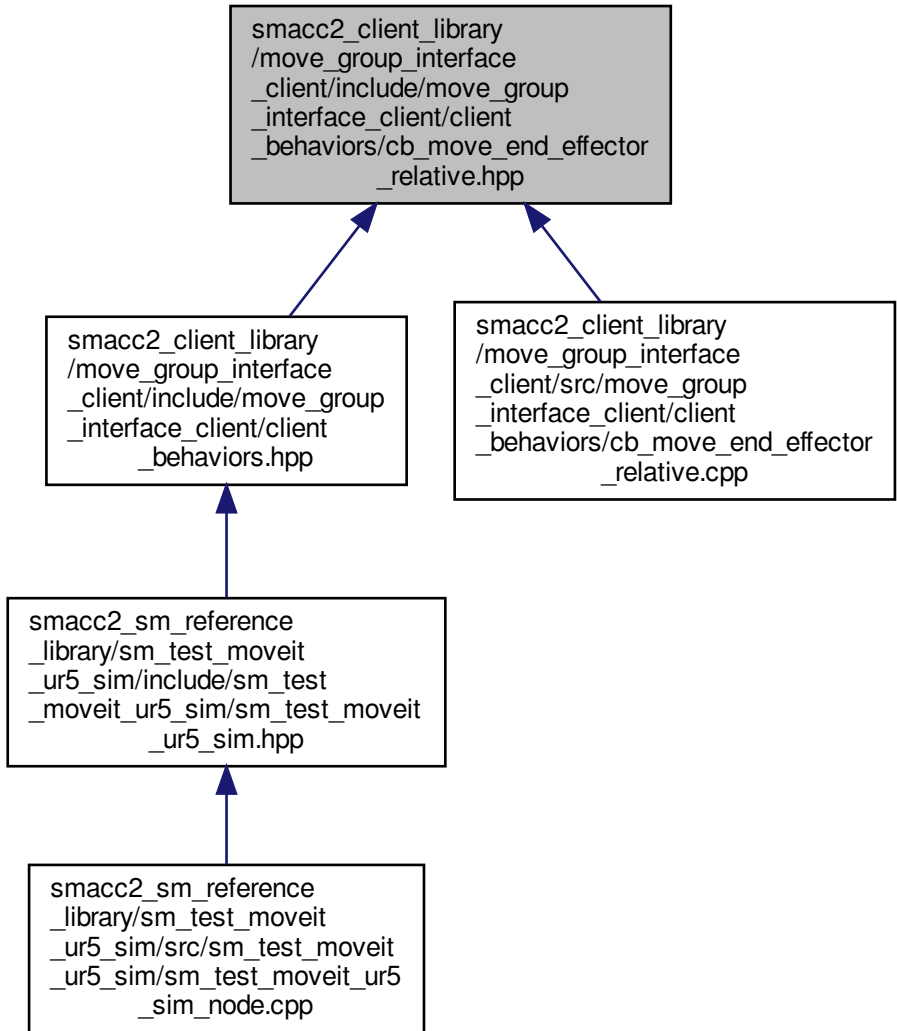 smacc2_client_library
/move_group_interface
_client/include/move_group
_interface_client/client
_behaviors/cb_move_end_effector
_relative.hpp
smacc2_client_library
/move_group_interface
_client/include/move_group
_interface_client/client
_behaviors.hpp
smacc2_client_library
/move_group_interface
_client/src/move_group
_interface_client/client
_behaviors/cb_move_end_effector
_relative.cpp
smacc2_sm_reference
_library/sm_test_moveit
_ur5_sim/include/sm_test
_moveit_ur5_sim/sm_test_moveit
_ur5_sim.hpp
smacc2_sm_reference
_library/sm_test_moveit
_ur5_sim/src/sm_test_moveit
_ur5_sim/sm_test_moveit_ur5
_sim_node.cpp